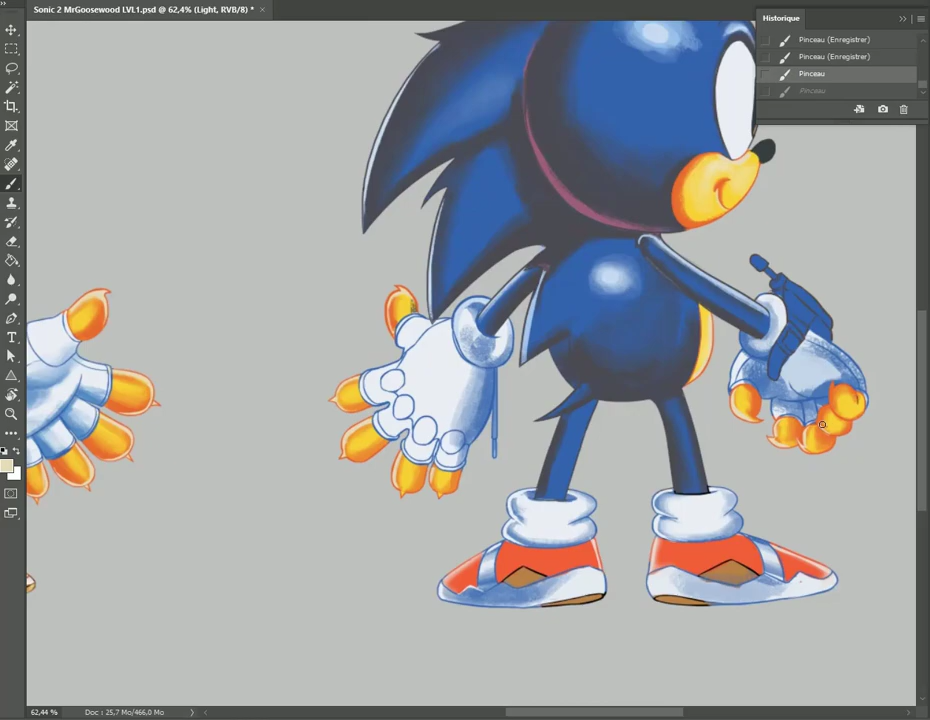 Sonic 2 MrGoosewood LVL1.psd @ 62,4% (Light, RVB/8) * ×
Historique
Pinceau (Enregistrer)
Pinceau (Enregistrer)
Pinceau
Pinceau
62,44 %
Doc : 25,7 Mo/466,0 Mo